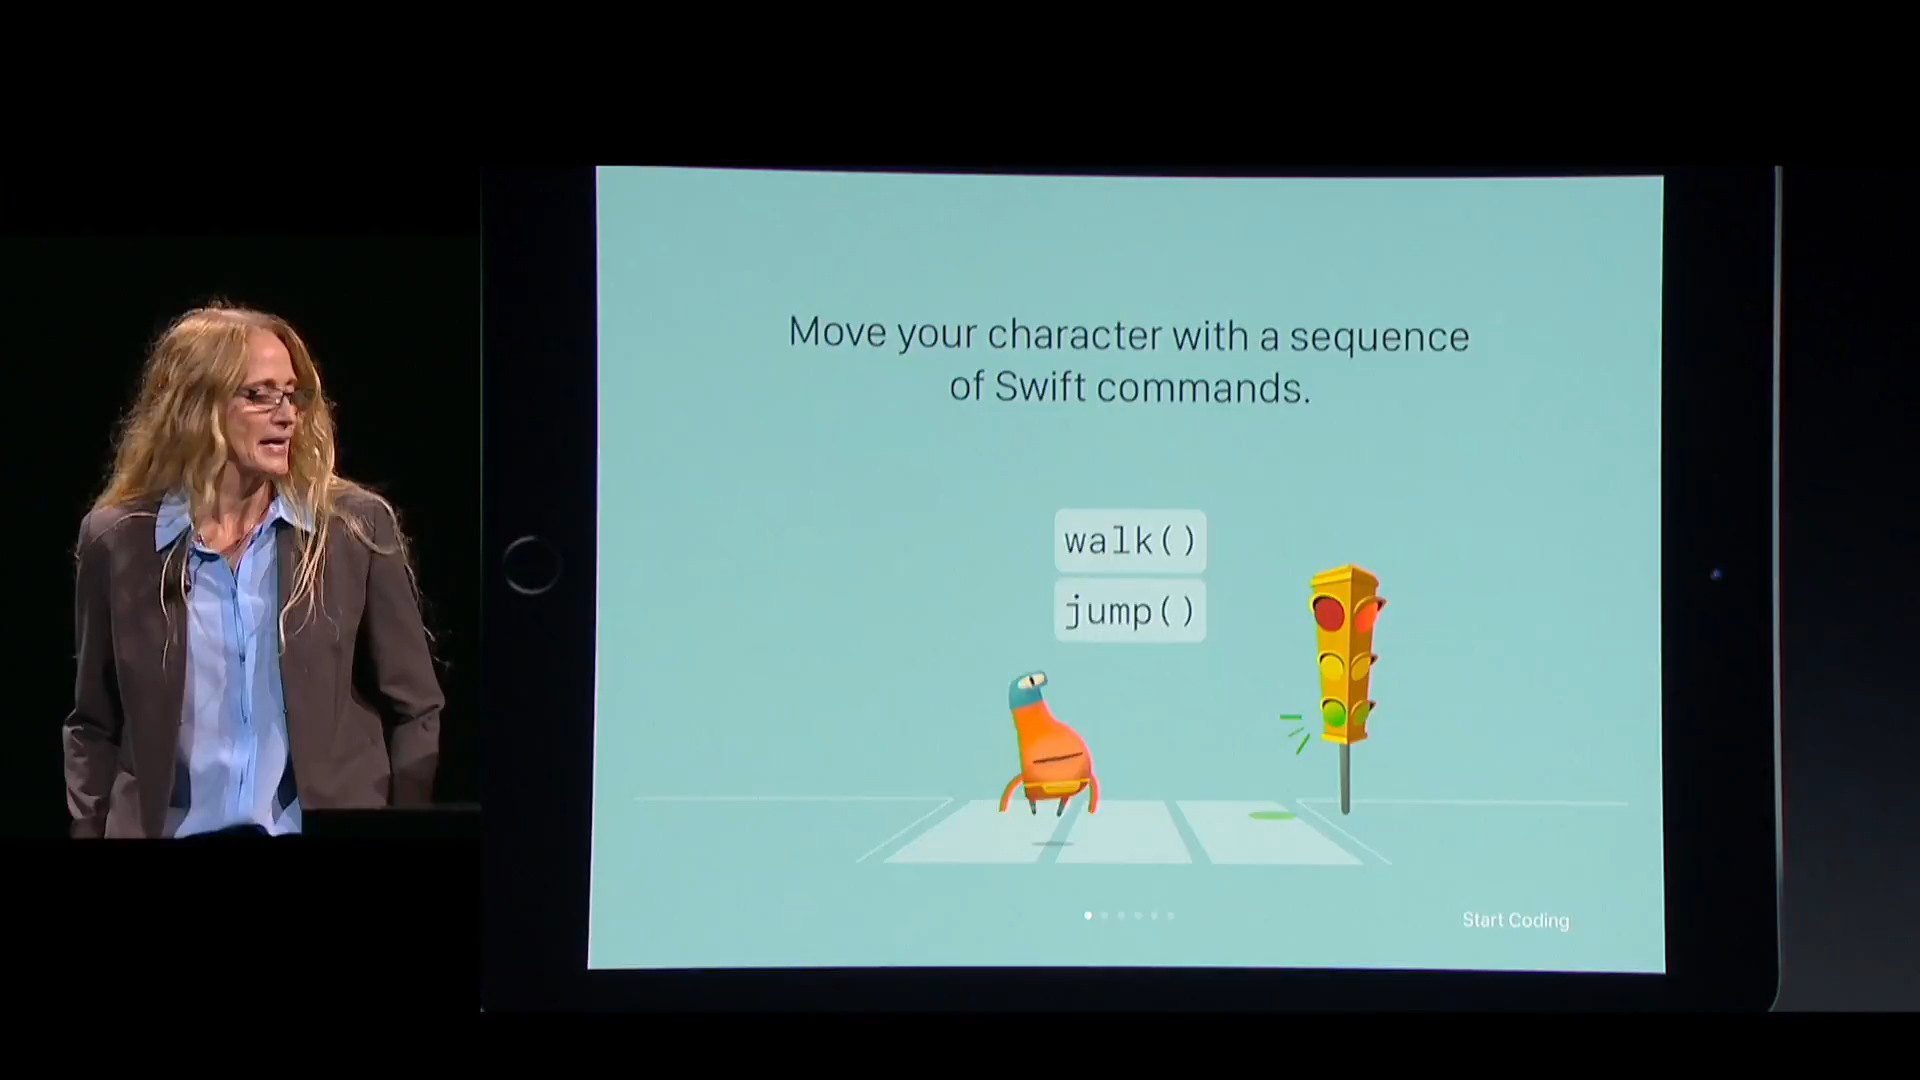 Move your character with a sequence
of Swift commands.
walk()
jump()
Start Coding